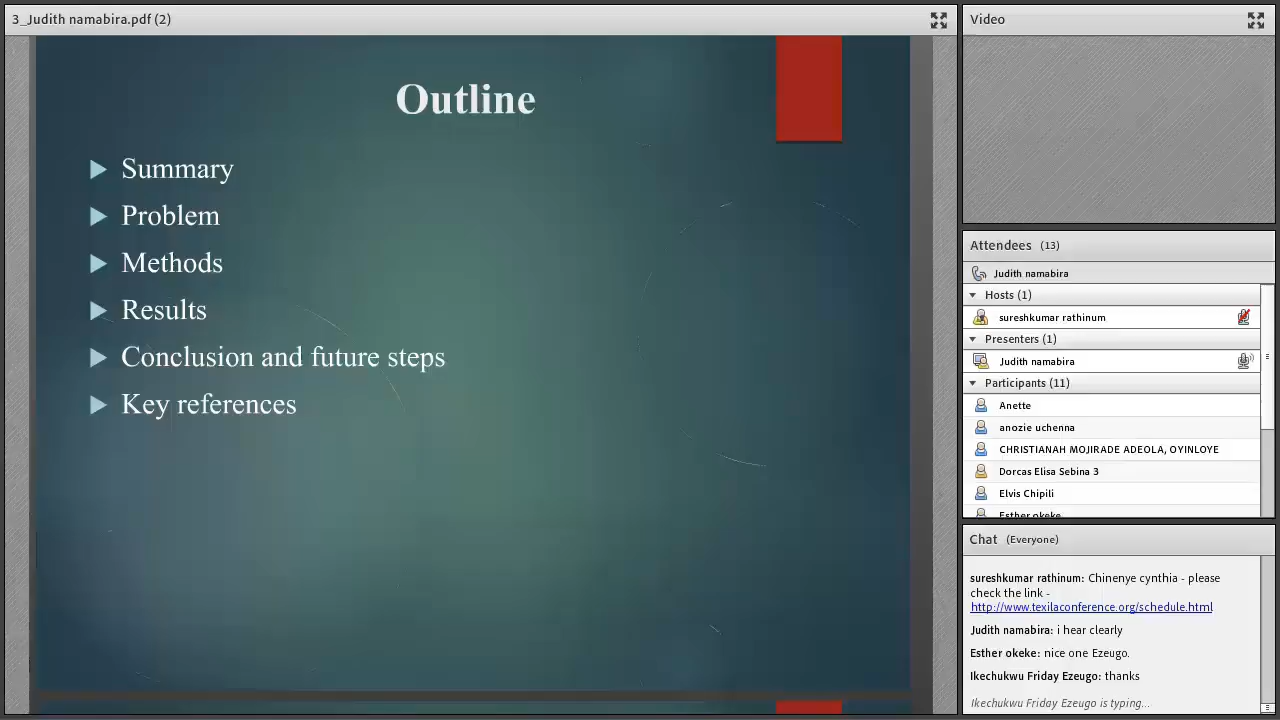 3_Judith namabira.pdf (2)
Outline
Summary
Problem
Methods
Results
Conclusion and future steps
Key references
Video
Attendees (13)
Judith namabira
Hosts (1)
sureshkumar rathinum
Presenters (1)
Judith namabira
Participants (11)
Anette
anozie uchenna
CHRISTIANAH MOJIRADE ADEOLA, OYINLOYE
Dorcas Elisa Sebina 3
Elvis Chipili
Esther okeke
Chat (Everyone)
sureshkumar rathinum: Chinenye cynthia - please
check the link -
http://www.texilaconference.org/schedule.html
Judith namabira: i hear clearly
Esther okeke: nice one Ezeugo.
Ikechukwu Friday Ezeugo: thanks
Ikechukwu Friday Ezeugo is typing...